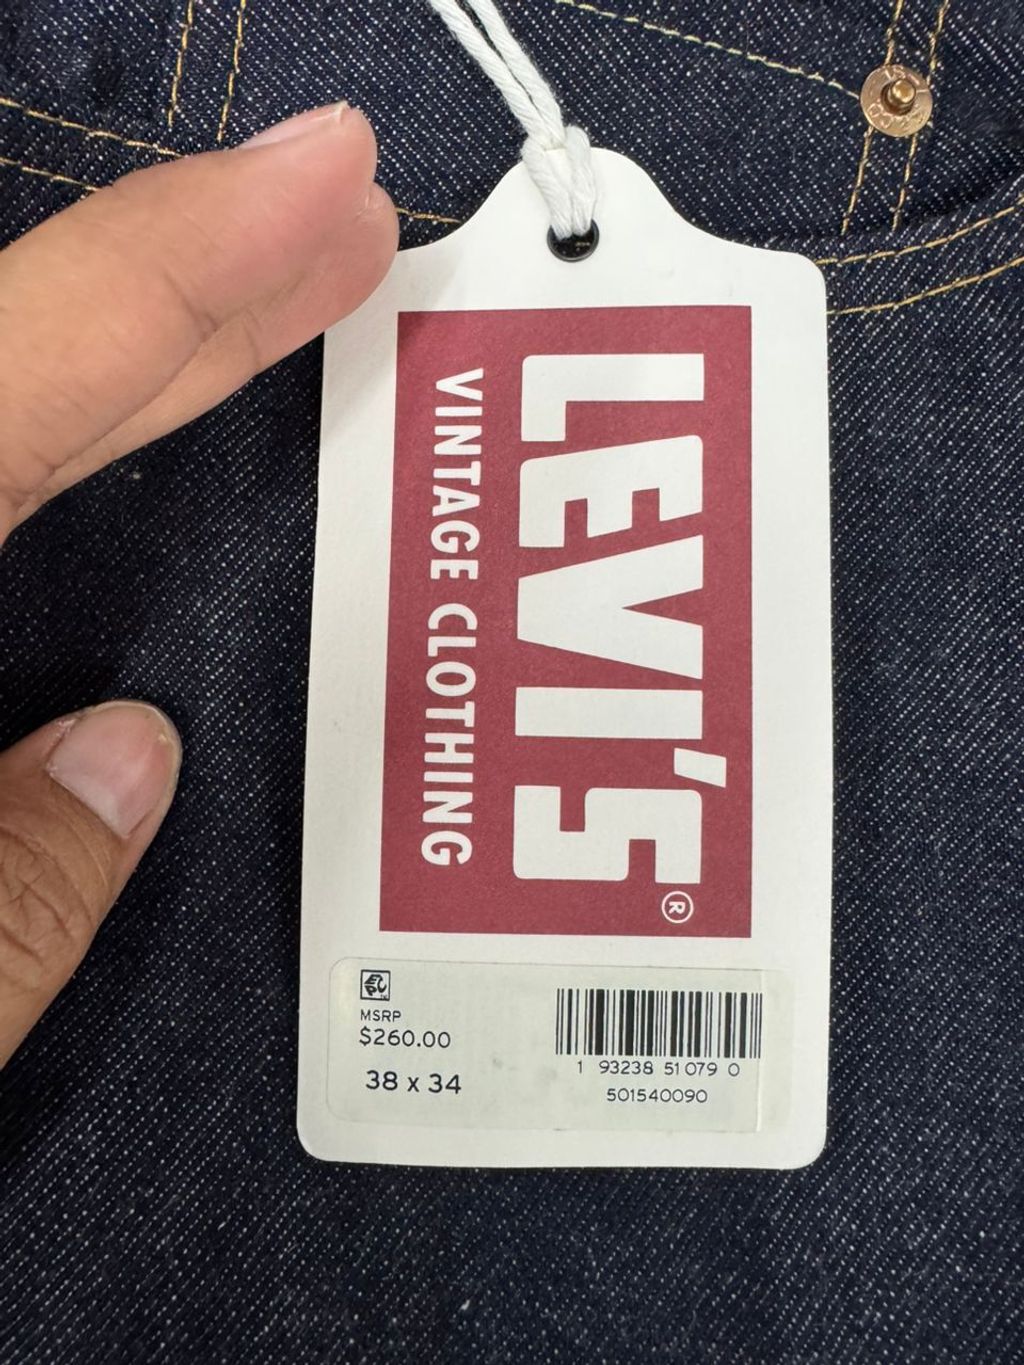 LEVI'S®
VINTAGE CLOTHING
MSRP
$260.00
38 x 34
1 93238 51079 0
501540090